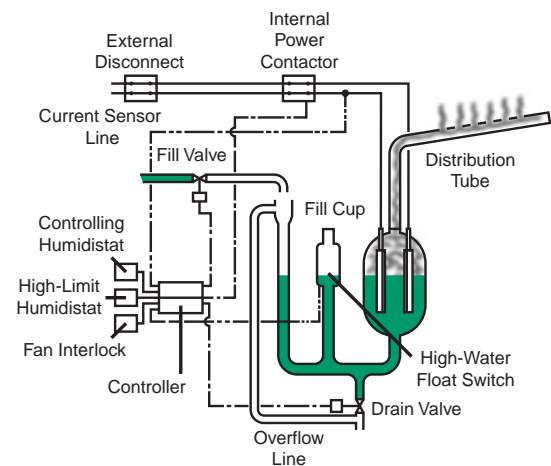 External
Disconnect
Internal
Power
Contactor
Current Sensor
Line
Fill Valve
Distribution
Tube
Fill Cup
Controlling
Humidistat
High-Limit
Humidistat
Fan Interlock
Controller
High-Water
Float Switch
Drain Valve
Overflow
Line